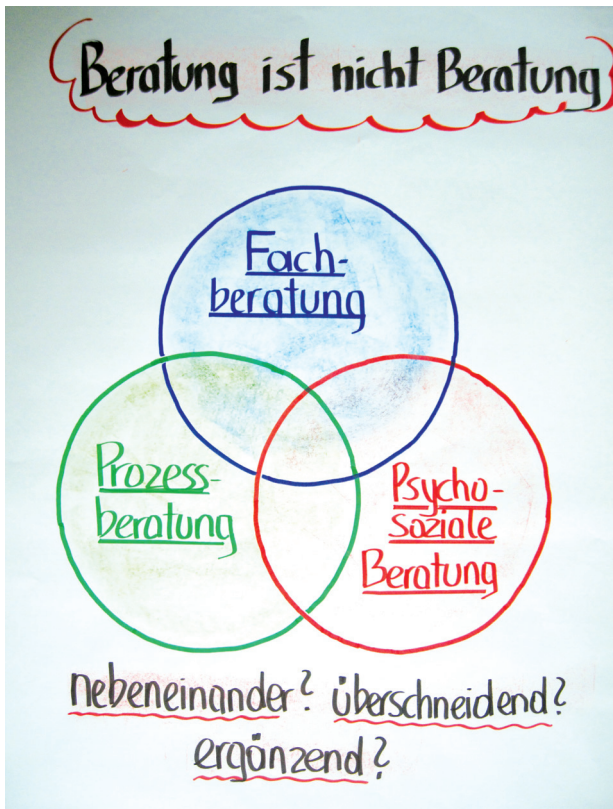 Beratung ist nicht Beratung
Fach-
beratung
Prozess-
beratung
Psycho-
soziale
Beratung
nebeneinander? überschneidend?
ergänzend?